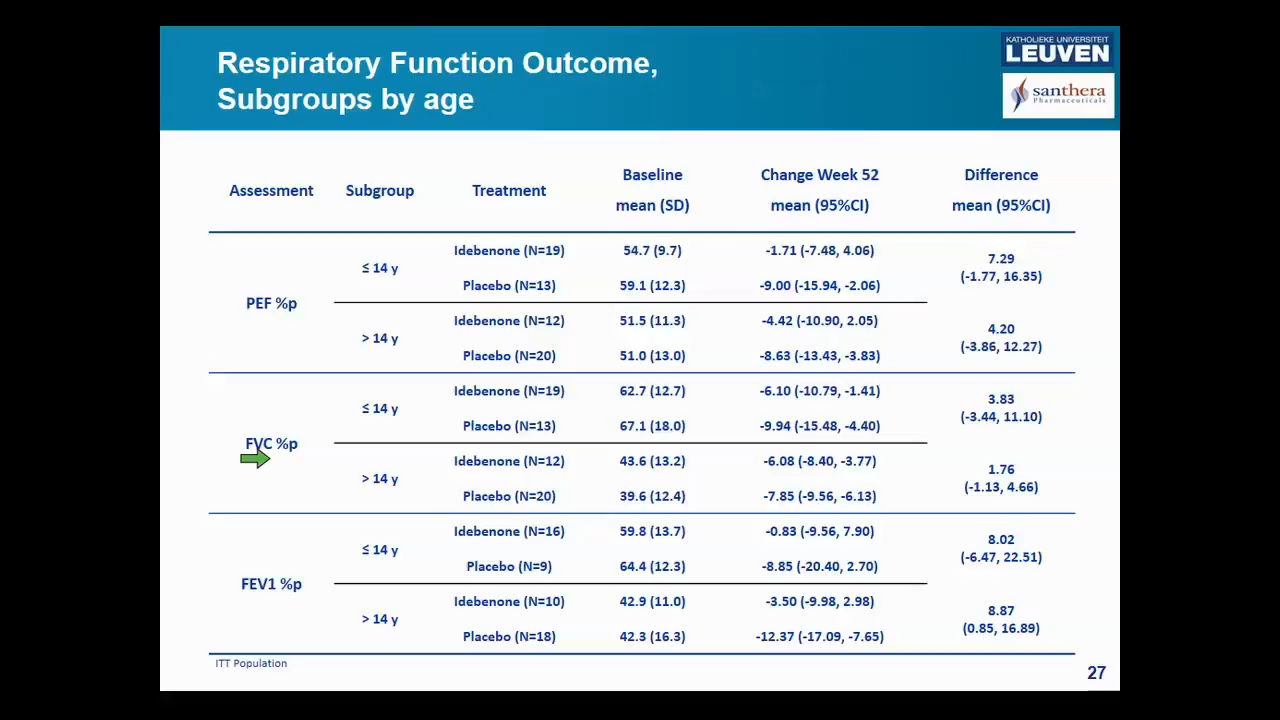 Respiratory Function Outcome,
Subgroups by age
KATHOLIEKE UNIVERSITEIT
LEUVEN
santhera
Pharmaceuticals
Assessment Subgroup Treatment Baseline mean (SD) Change Week 52 mean (95%CI) Difference mean (95%CI)
PEF %p
≤ 14 y
Idebenone (N=19) 54.7 (9.7) -1.71 (-7.48, 4.06)
Placebo (N=13) 59.1 (12.3) -9.00 (-15.94, -2.06)
7.29
(-1.77, 16.35)
> 14 y
Idebenone (N=12) 51.5 (11.3) -4.42 (-10.90, 2.05)
Placebo (N=20) 51.0 (13.0) -8.63 (-13.43, -3.83)
4.20
(-3.86, 12.27)
FVC %p
≤ 14 y
Idebenone (N=19) 62.7 (12.7) -6.10 (-10.79, -1.41)
Placebo (N=13) 67.1 (18.0) -9.94 (-15.48, -4.40)
3.83
(-3.44, 11.10)
> 14 y
Idebenone (N=12) 43.6 (13.2) -6.08 (-8.40, -3.77)
Placebo (N=20) 39.6 (12.4) -7.85 (-9.56, -6.13)
1.76
(-1.13, 4.66)
FEV1 %p
≤ 14 y
Idebenone (N=16) 59.8 (13.7) -0.83 (-9.56, 7.90)
Placebo (N=9) 64.4 (12.3) -8.85 (-20.40, 2.70)
8.02
(-6.47, 22.51)
> 14 y
Idebenone (N=10) 42.9 (11.0) -3.50 (-9.98, 2.98)
Placebo (N=18) 42.3 (16.3) -12.37 (-17.09, -7.65)
8.87
(0.85, 16.89)
ITT Population
27